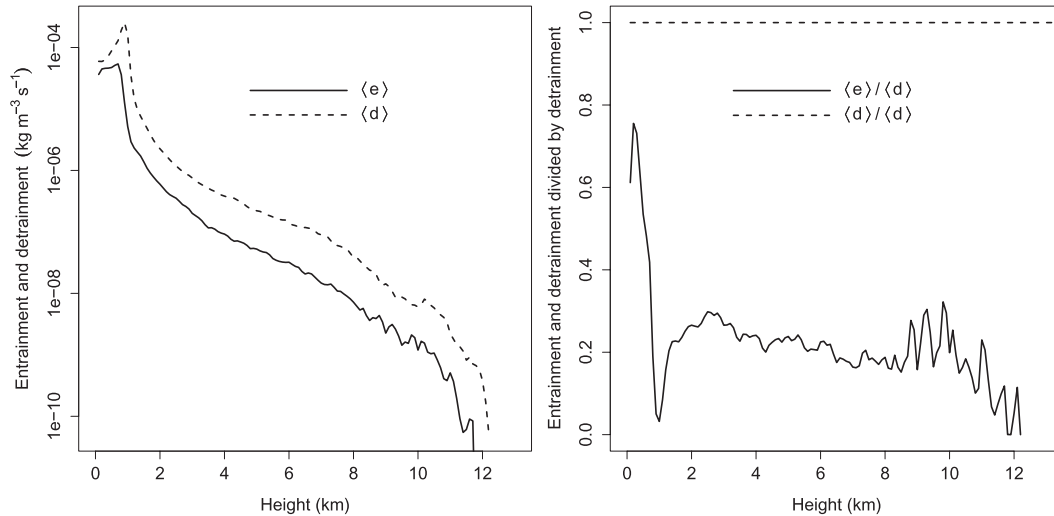 Entrainment and detrainment (kg m−3 s−1)
1e−04
1e−06
1e−08
1e−10
⟨e⟩
⟨d⟩
0 2 4 6 8 10 12
Height (km)
Entrainment and detrainment divided by detrainment
1.0
0.8
0.6
0.4
0.2
0.0
⟨e⟩ / ⟨d⟩
⟨d⟩ / ⟨d⟩
0 2 4 6 8 10 12
Height (km)